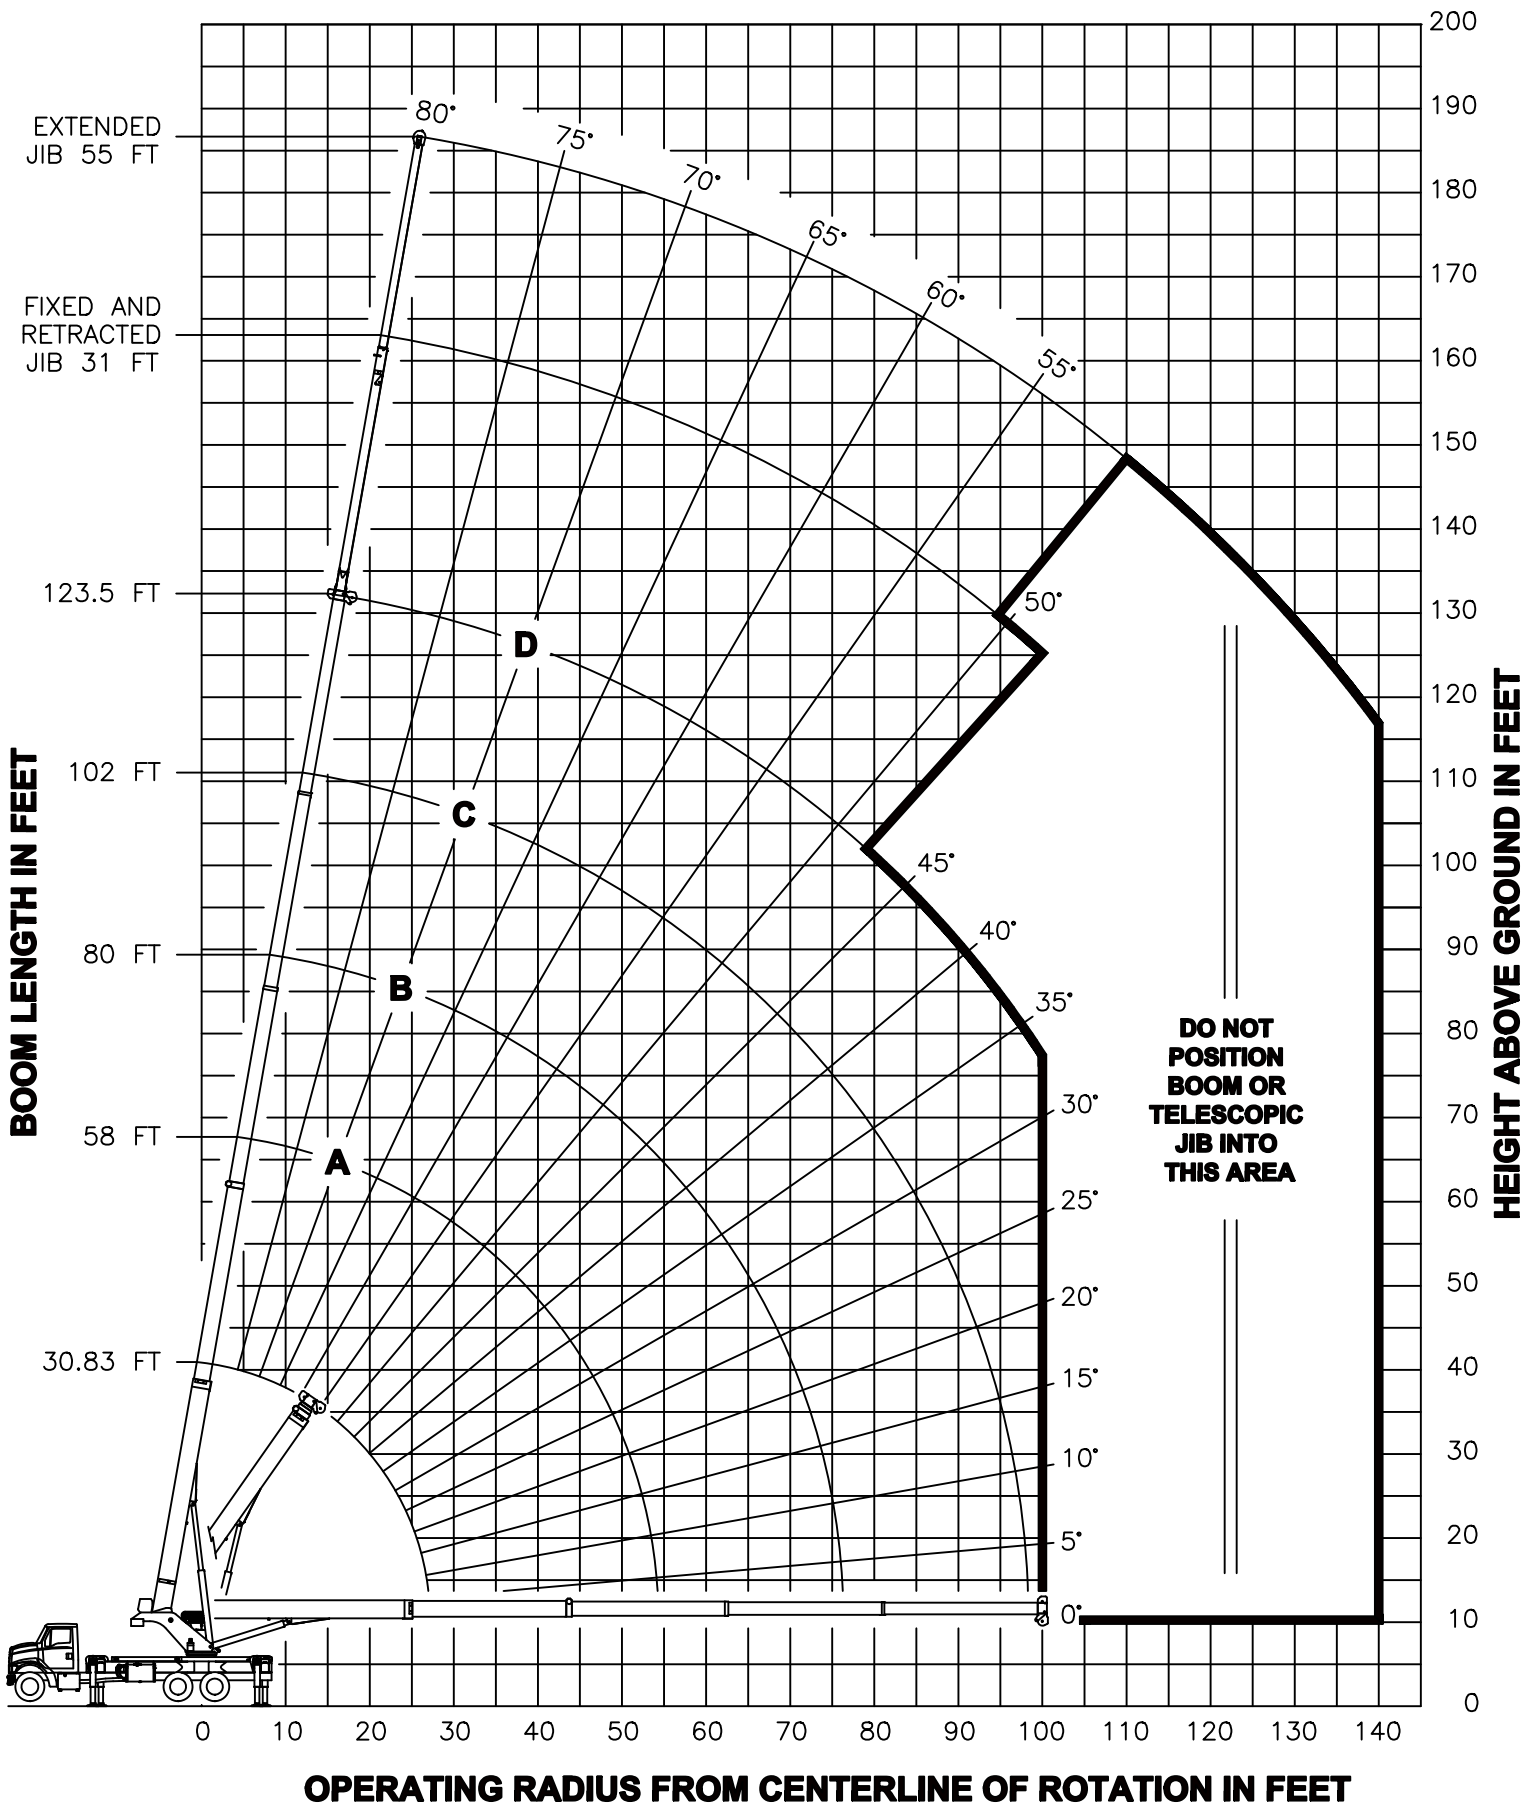 200
190
180
170
160
150
140
130
120
110
100
90
80
70
60
50
40
30
20
10
0
HEIGHT ABOVE GROUND IN FEET
BOOM LENGTH IN FEET
EXTENDED
JIB 55 FT
FIXED AND
RETRACTED
JIB 31 FT
123.5 FT
102 FT
80 FT
58 FT
30.83 FT
80°
75°
70°
65°
60°
55°
50°
45°
40°
35°
30°
25°
20°
15°
10°
5°
0°
D
C
B
A
DO NOT
POSITION
BOOM OR
TELESCOPIC
JIB INTO
THIS AREA
0 10 20 30 40 50 60 70 80 90 100 110 120 130 140
OPERATING RADIUS FROM CENTERLINE OF ROTATION IN FEET